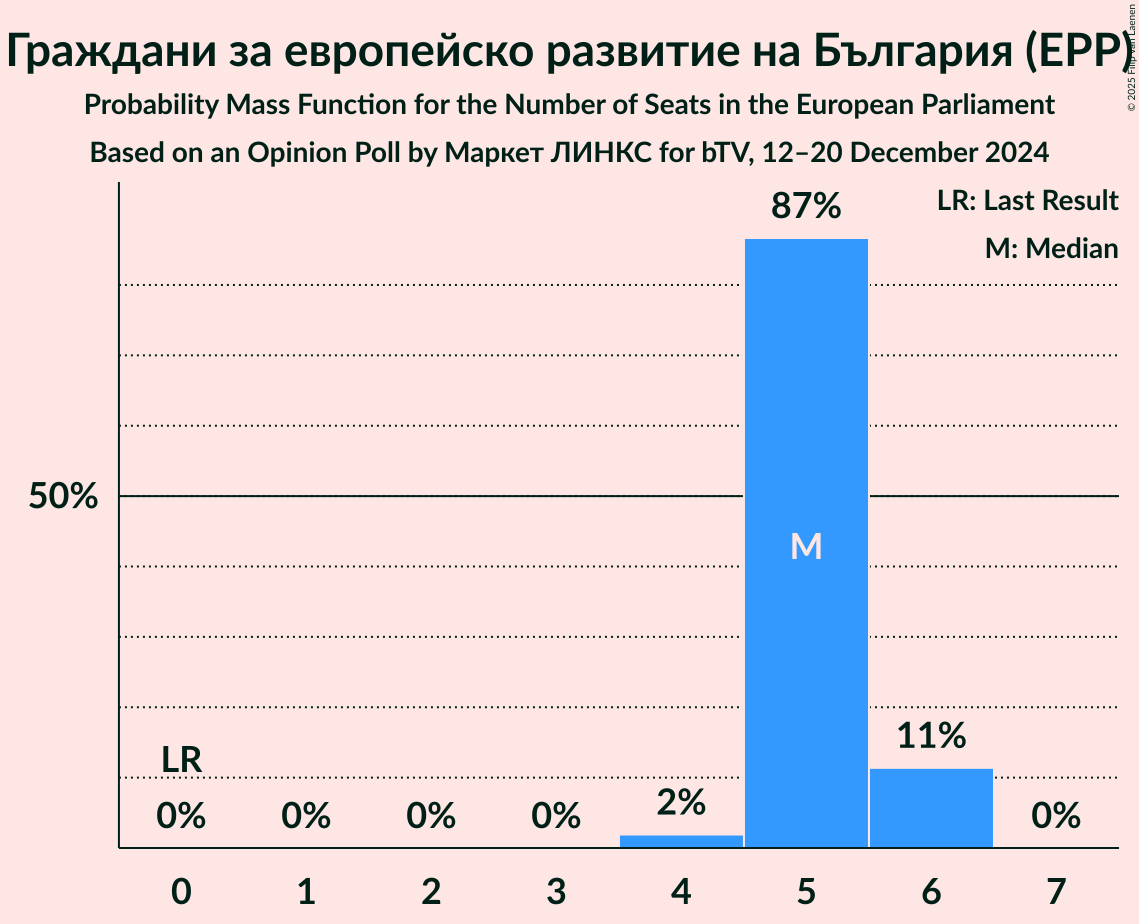 Граждани за европейско развитие на България (EPP)
Probability Mass Function for the Number of Seats in the European Parliament
Based on an Opinion Poll by Маркет ЛИНКС for bTV, 12–20 December 2024
© 2025 Filip van Laenen
LR: Last Result
M: Median
87%
50%
M
11%
LR
2%
0% 0% 0% 0% 0%
0 1 2 3 4 5 6 7